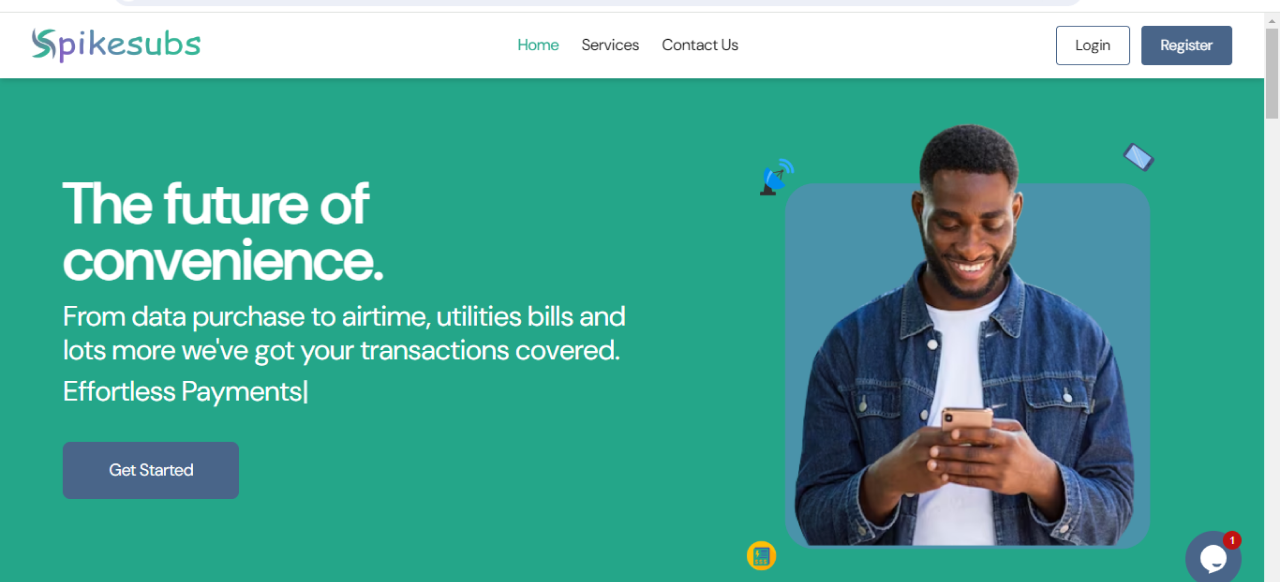 Spikesubs
Home Services Contact Us
Login Register
The future of
convenience.
From data purchase to airtime, utilities bills and
lots more we've got your transactions covered.
Effortless Payments|
Get Started
1